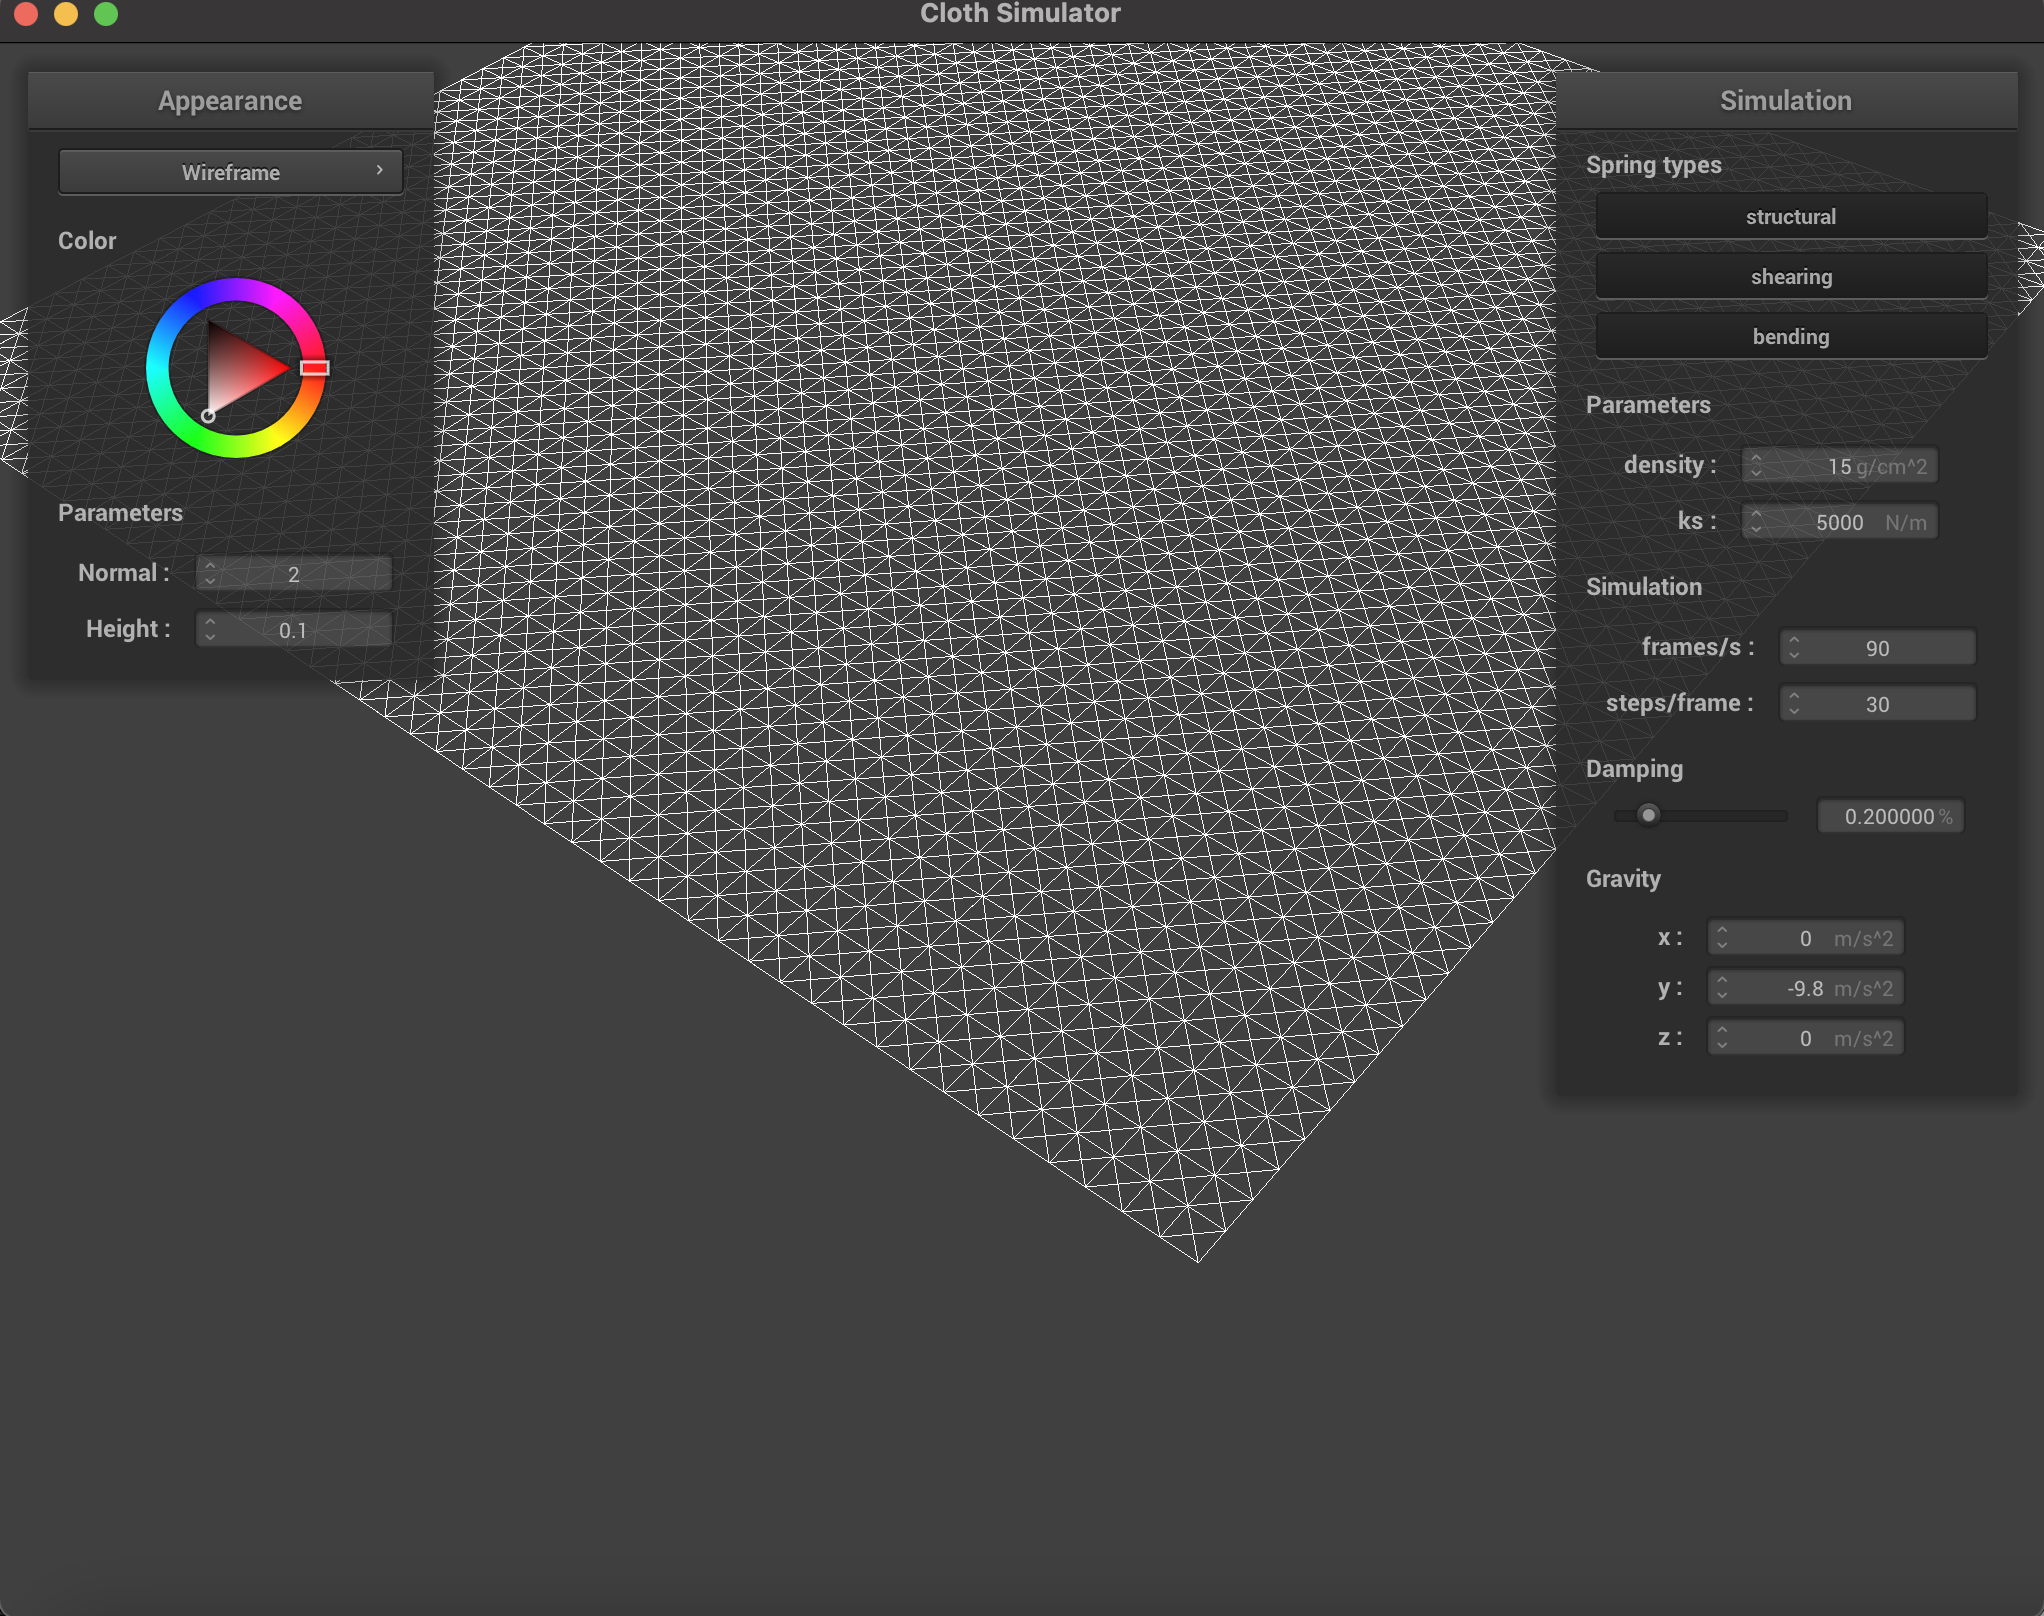 Cloth Simulator
Appearance
Wireframe
Color
Parameters
Normal : 2
Height : 0.1
Simulation
Spring types
structural
shearing
bending
Parameters
density : 15 g/cm^2
ks : 5000 N/m
Simulation
frames/s : 90
steps/frame : 30
Damping
0.200000 %
Gravity
x : 0 m/s^2
y : -9.8 m/s^2
z : 0 m/s^2